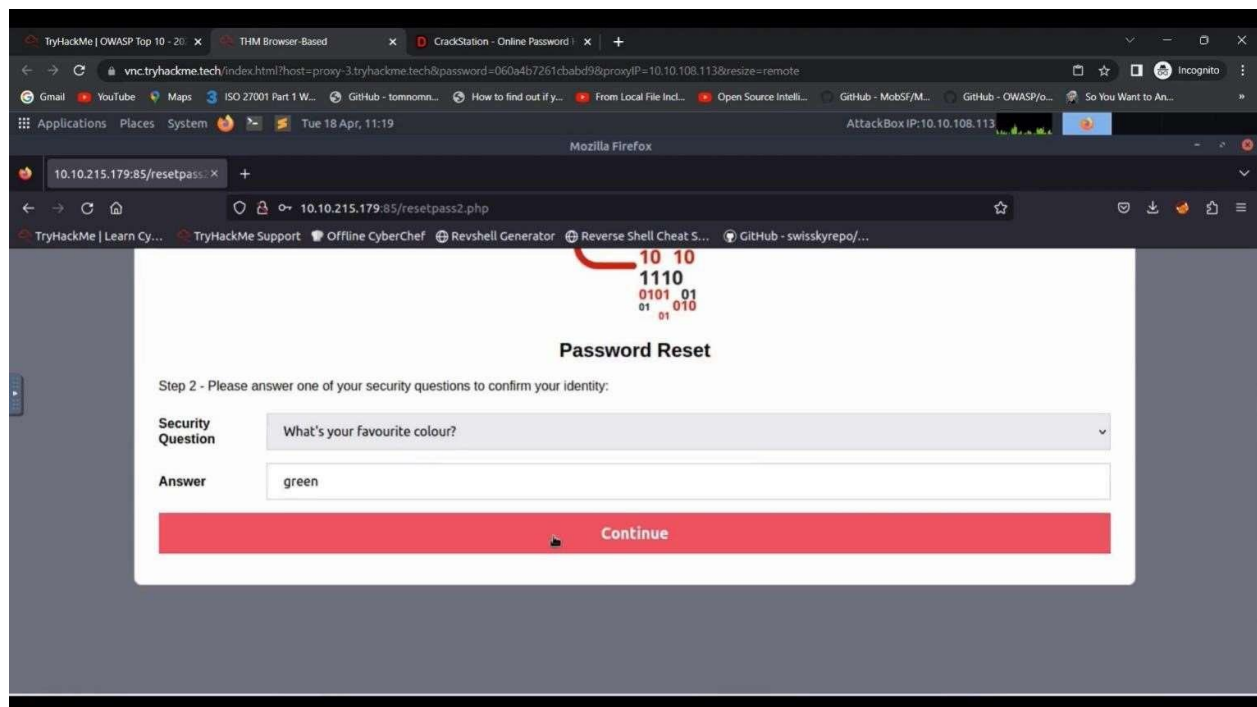 TryHackMe | OWASP Top 10 - 20
THM Browser-Based
CrackStation - Online Password
vnc.tryhackme.tech/index.html?host=proxy-3.tryhackme.tech&password=060a4b7261cbabd9&proxyIP=10.10.108.113&resize=remote
Incognito
Gmail YouTube Maps ISO 27001 Part 1 W... GitHub - tomnomn... How to find out if y... From Local File Incl... Open Source Intelli... GitHub - MobSF/M... GitHub - OWASP/o... So You Want to An...
Applications Places System Tue 18 Apr, 11:19 AttackBox IP:10.10.108.113
Mozilla Firefox
10.10.215.179:85/resetpass2
10.10.215.179:85/resetpass2.php
TryHackMe | Learn Cy... TryHackMe Support Offline CyberChef Revshell Generator Reverse Shell Cheat S... GitHub - swisskyrepo/...
10 10
1110
0101 01
01 010
01
Password Reset
Step 2 - Please answer one of your security questions to confirm your identity:
Security
Question
What's your favourite colour?
Answer
green
Continue